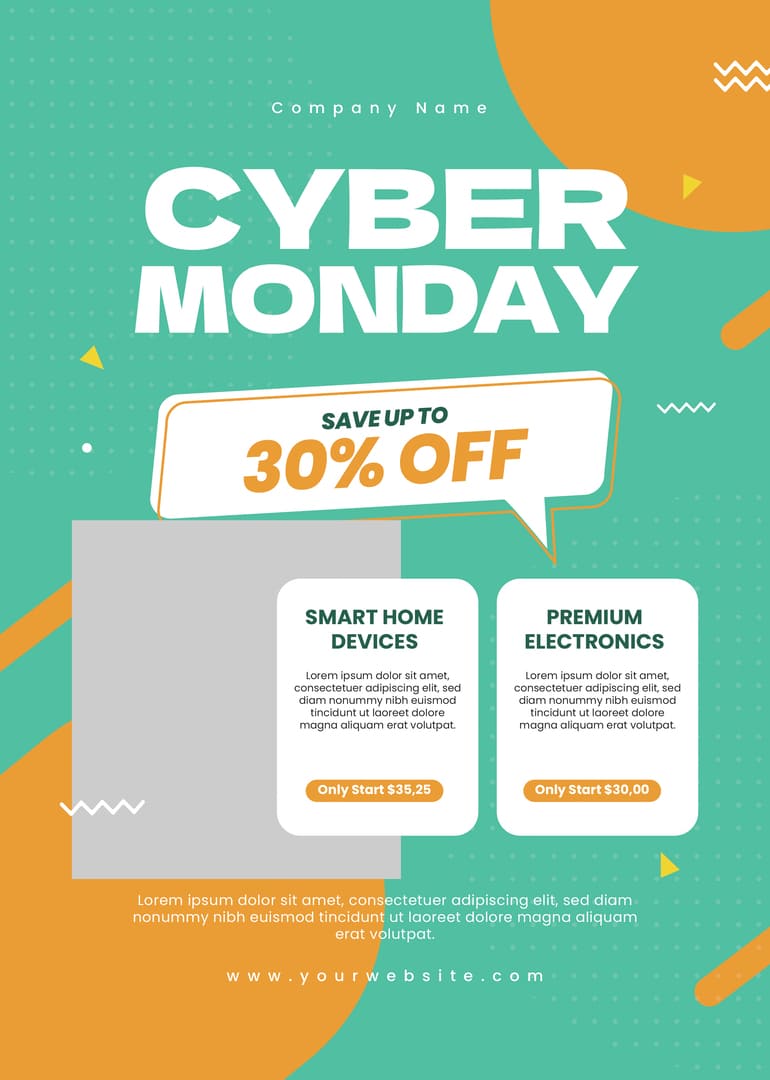 Company Name
CYBER
MONDAY
SAVE UP TO
30% OFF
SMART HOME
DEVICES
Lorem ipsum dolor sit amet,
consectetuer adipiscing elit, sed
diam nonummy nibh euismod
tincidunt ut laoreet dolore
magna aliquam erat volutpat.
Only Start $35,25
PREMIUM
ELECTRONICS
Lorem ipsum dolor sit amet,
consectetuer adipiscing elit, sed
diam nonummy nibh euismod
tincidunt ut laoreet dolore
magna aliquam erat volutpat.
Only Start $30,00
Lorem ipsum dolor sit amet, consectetuer adipiscing elit, sed diam
nonummy nibh euismod tincidunt ut laoreet dolore magna aliquam
erat volutpat.
www.yourwebsite.com